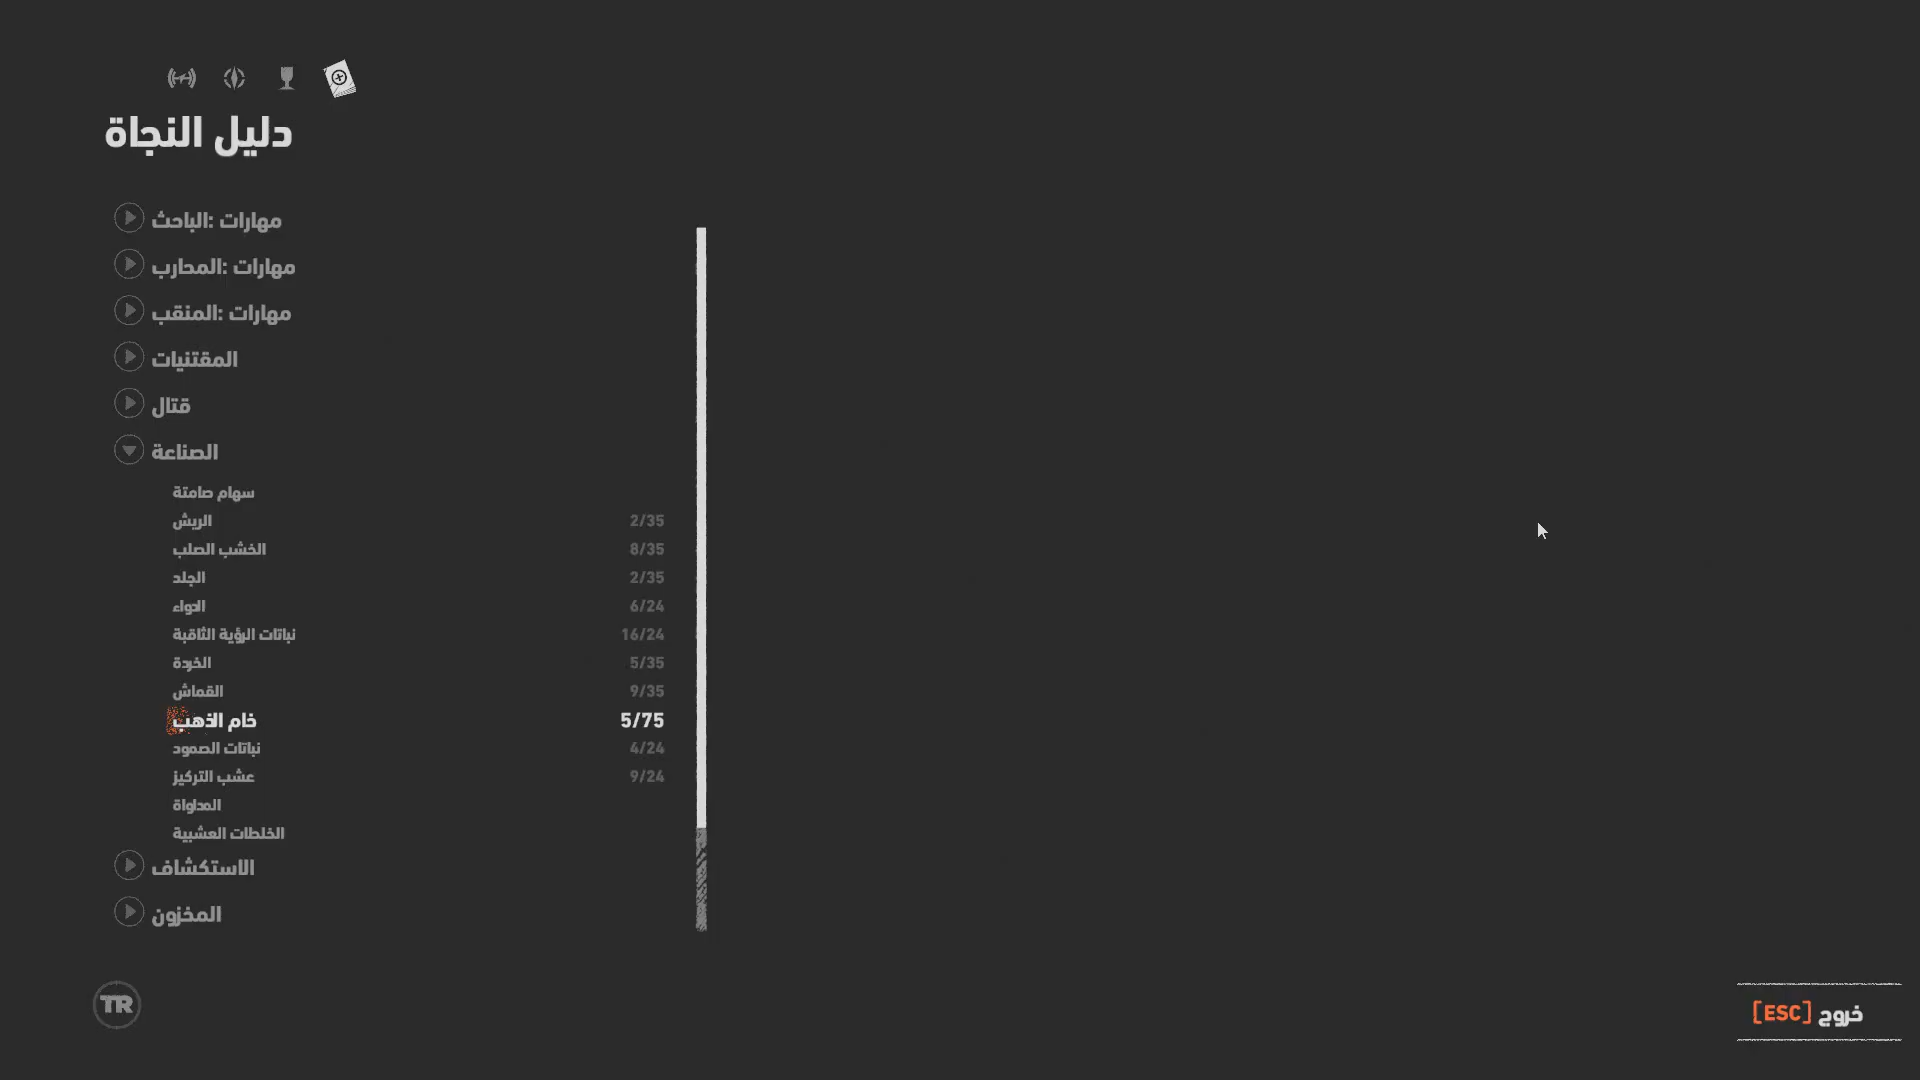 دليل النجاة
مهارات :الباحث
مهارات :المحارب
مهارات :المنقب
المقتنيات
قتال
الصناعة
سهام صامتة
الريش 2/35
الخشب الصلب 8/35
الجلد 2/35
الدواء 6/24
نباتات الرؤية الثاقبة 16/24
الخردة 5/35
القماش 9/35
خام الذهب 5/75
نباتات الصمود 4/24
عشب التركيز 9/24
المداواة
الخلطات العشبية
الاستكشاف
المخزون
TR
خروج [ESC]